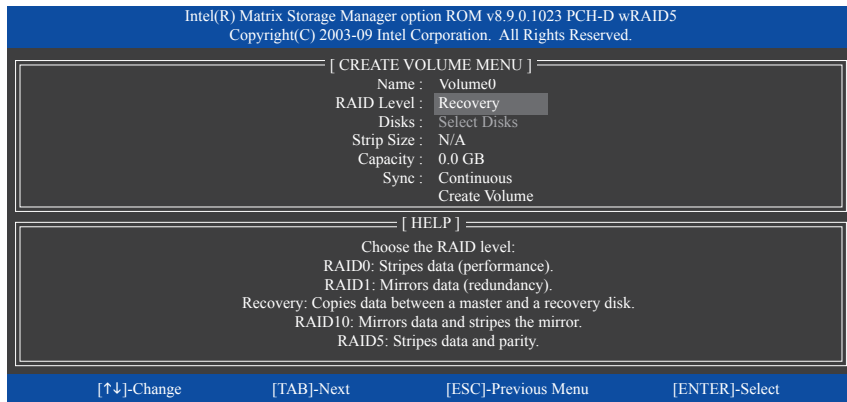 Intel(R) Matrix Storage Manager option ROM v8.9.0.1023 PCH-D wRAID5
Copyright(C) 2003-09 Intel Corporation. All Rights Reserved.
[ CREATE VOLUME MENU ]
Name : Volume0
RAID Level : Recovery
Disks : Select Disks
Strip Size : N/A
Capacity : 0.0 GB
Sync : Continuous
Create Volume
[ HELP ]
Choose the RAID level:
RAID0: Stripes data (performance).
RAID1: Mirrors data (redundancy).
Recovery: Copies data between a master and a recovery disk.
RAID10: Mirrors data and stripes the mirror.
RAID5: Stripes data and parity.
[↑↓]-Change [TAB]-Next [ESC]-Previous Menu [ENTER]-Select